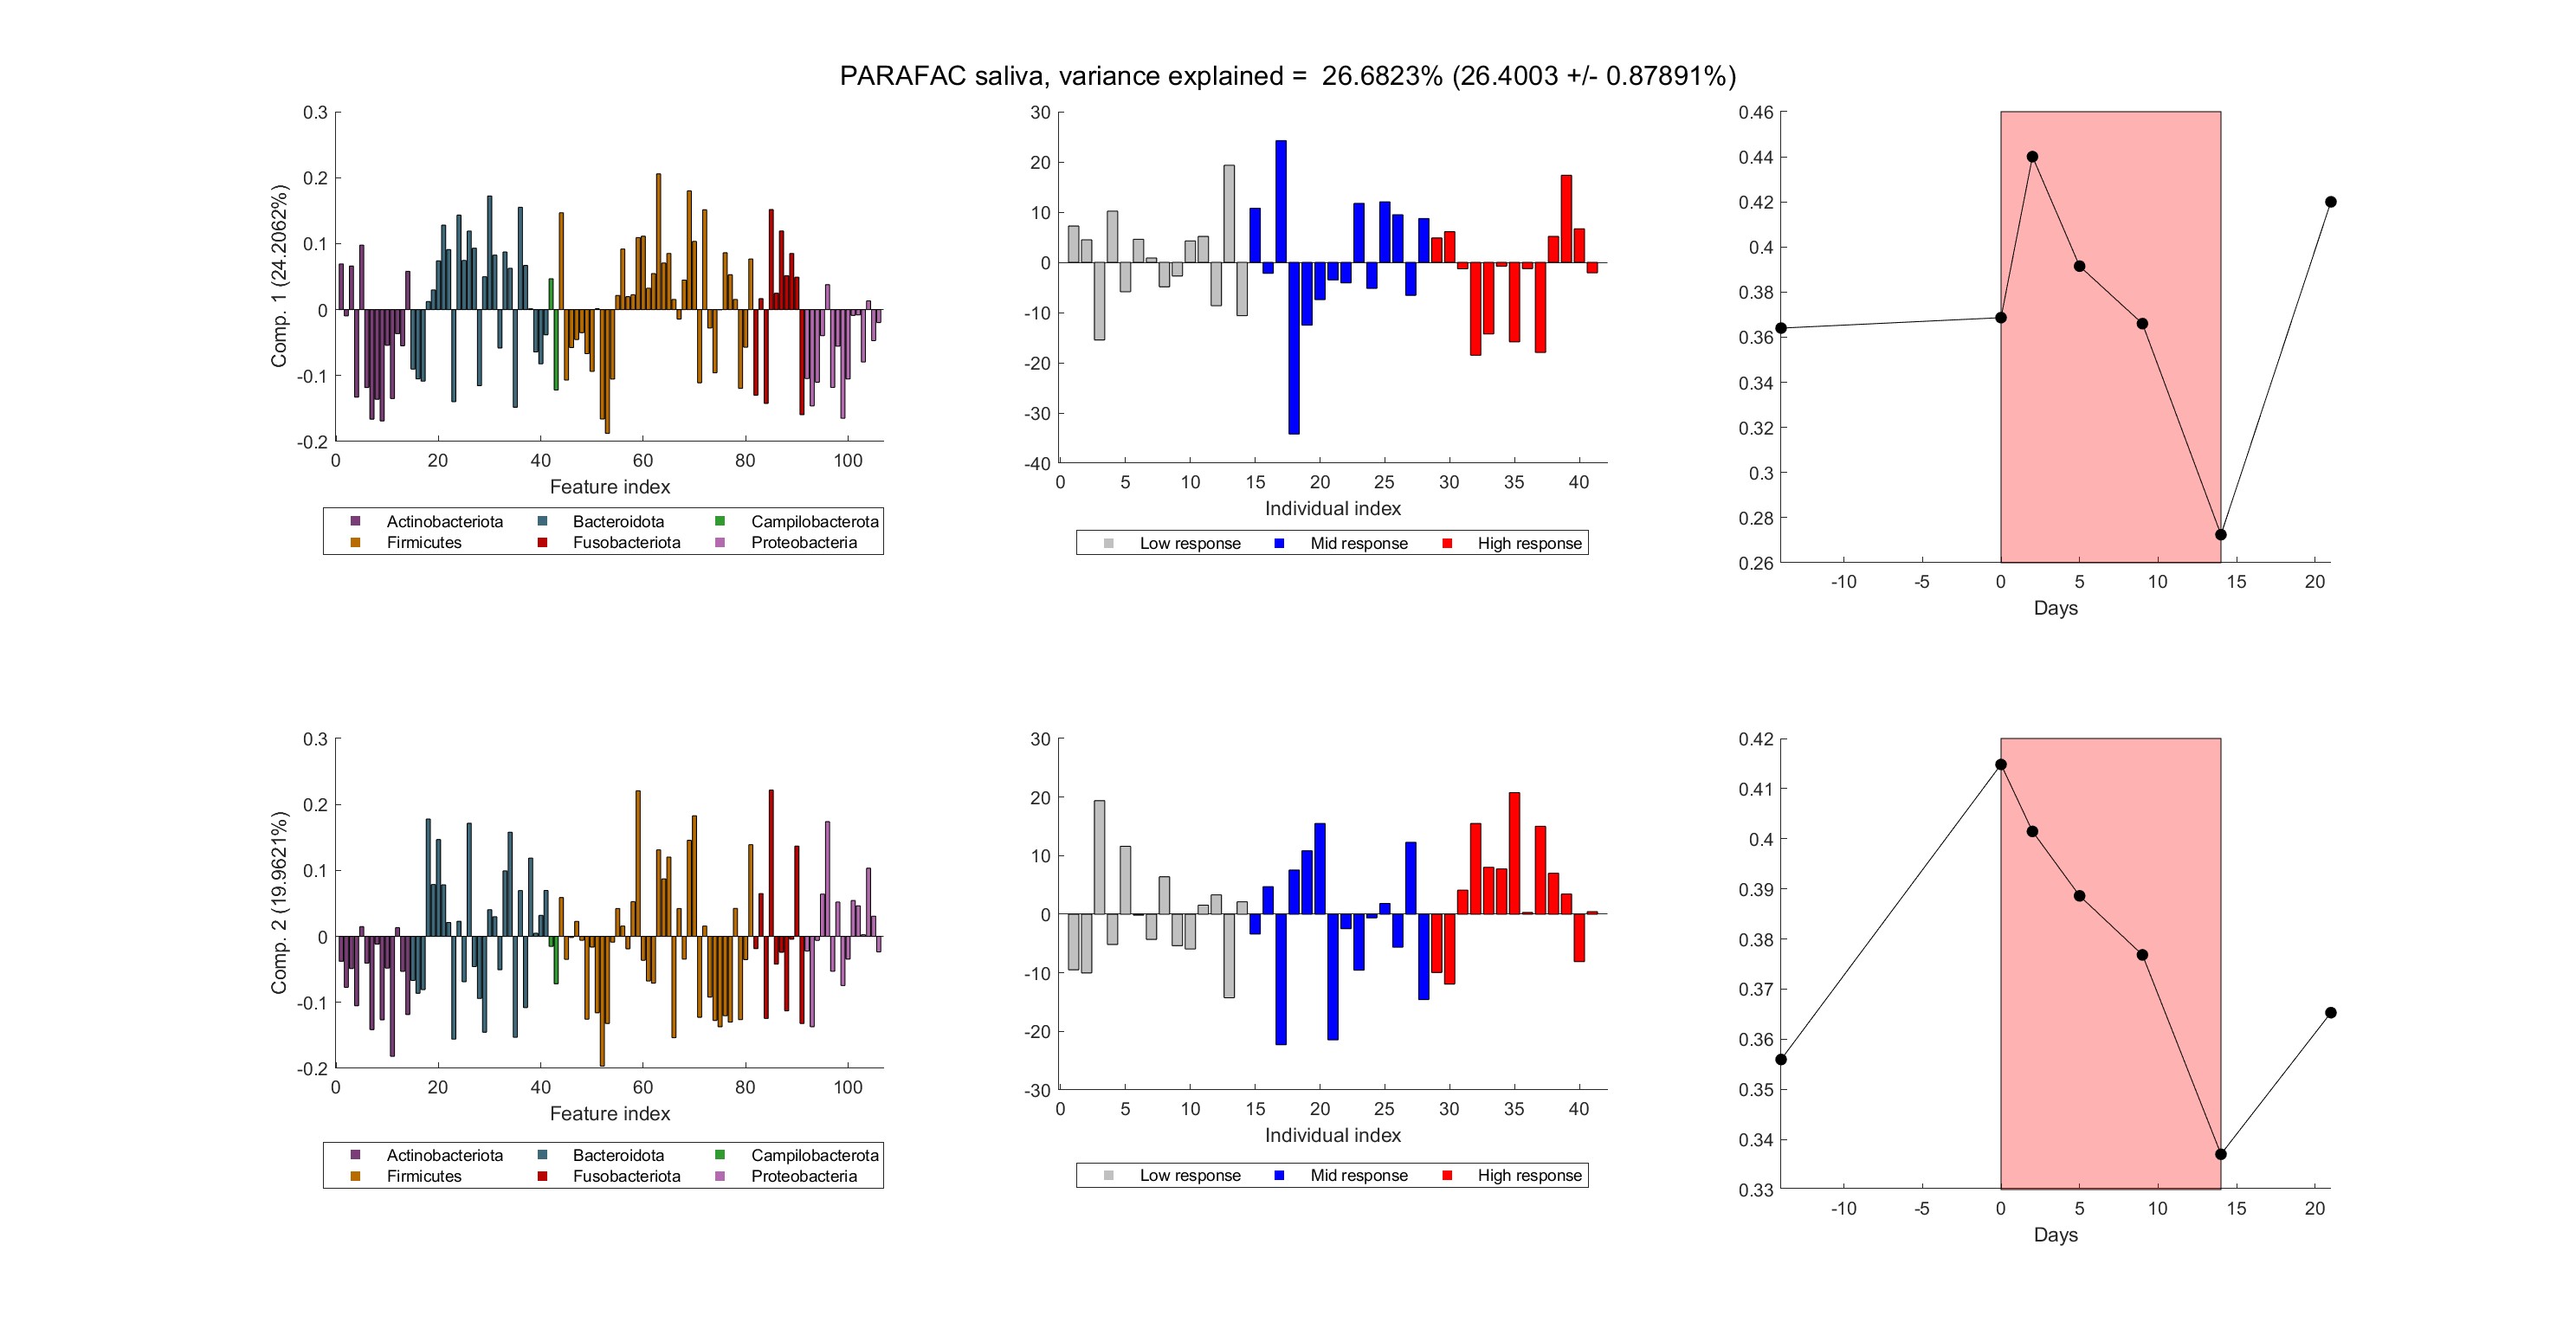 PARAFAC saliva, variance explained =  26.6823% (26.4003 +/- 0.87891%)
0.3
0.2
0.1
0
-0.1
-0.2
Comp. 1 (24.2062%)
0 20 40 60 80 100
Feature index
Actinobacteriota Bacteroidota Campilobacterota
Firmicutes Fusobacteriota Proteobacteria
30
20
10
0
-10
-20
-30
-40
0 5 10 15 20 25 30 35 40
Individual index
Low response Mid response High response
0.46
0.44
0.42
0.4
0.38
0.36
0.34
0.32
0.3
0.28
0.26
-10 -5 0 5 10 15 20
Days
0.3
0.2
0.1
0
-0.1
-0.2
Comp. 2 (19.9621%)
0 20 40 60 80 100
Feature index
Actinobacteriota Bacteroidota Campilobacterota
Firmicutes Fusobacteriota Proteobacteria
30
20
10
0
-10
-20
-30
0 5 10 15 20 25 30 35 40
Individual index
Low response Mid response High response
0.42
0.41
0.4
0.39
0.38
0.37
0.36
0.35
0.34
0.33
-10 -5 0 5 10 15 20
Days